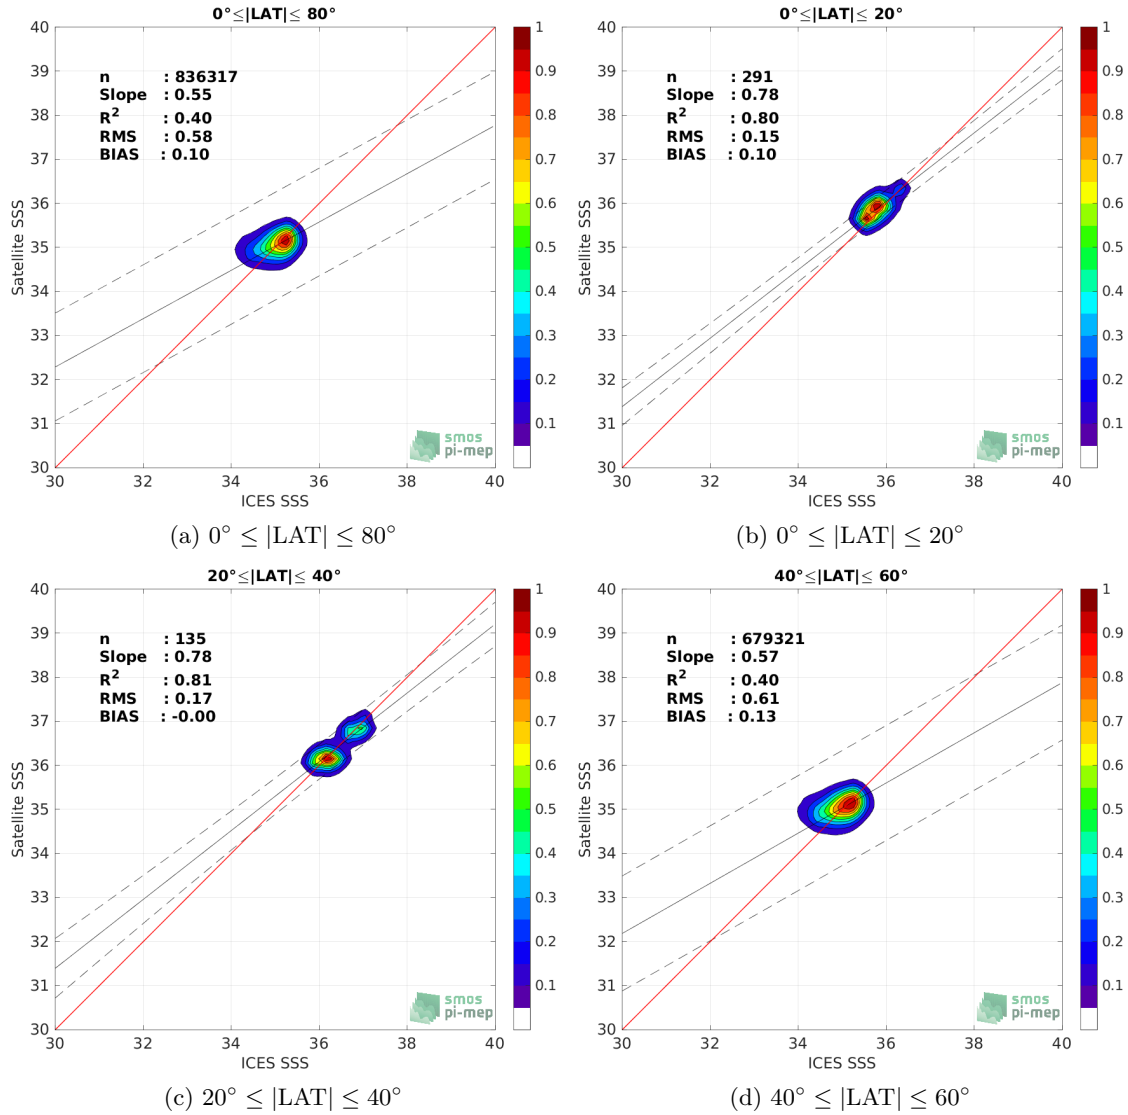 0°≤|LAT|≤ 80°
n : 836317
Slope : 0.55
R² : 0.40
RMS : 0.58
BIAS : 0.10
40
39
38
37
36
35
34
33
32
31
30
Satellite SSS
30 32 34 36 38 40
ICES SSS
1
0.9
0.8
0.7
0.6
0.5
0.4
0.3
0.2
0.1
smos
pi-mep
(a) 0° ≤ |LAT| ≤ 80°
0°≤|LAT|≤ 20°
n : 291
Slope : 0.78
R² : 0.80
RMS : 0.15
BIAS : 0.10
40
39
38
37
36
35
34
33
32
31
30
Satellite SSS
30 32 34 36 38 40
ICES SSS
1
0.9
0.8
0.7
0.6
0.5
0.4
0.3
0.2
0.1
smos
pi-mep
(b) 0° ≤ |LAT| ≤ 20°
20°≤|LAT|≤ 40°
n : 135
Slope : 0.78
R² : 0.81
RMS : 0.17
BIAS : -0.00
40
39
38
37
36
35
34
33
32
31
30
Satellite SSS
30 32 34 36 38 40
ICES SSS
1
0.9
0.8
0.7
0.6
0.5
0.4
0.3
0.2
0.1
smos
pi-mep
(c) 20° ≤ |LAT| ≤ 40°
40°≤|LAT|≤ 60°
n : 679321
Slope : 0.57
R² : 0.40
RMS : 0.61
BIAS : 0.13
40
39
38
37
36
35
34
33
32
31
30
Satellite SSS
30 32 34 36 38 40
ICES SSS
1
0.9
0.8
0.7
0.6
0.5
0.4
0.3
0.2
0.1
smos
pi-mep
(d) 40° ≤ |LAT| ≤ 60°